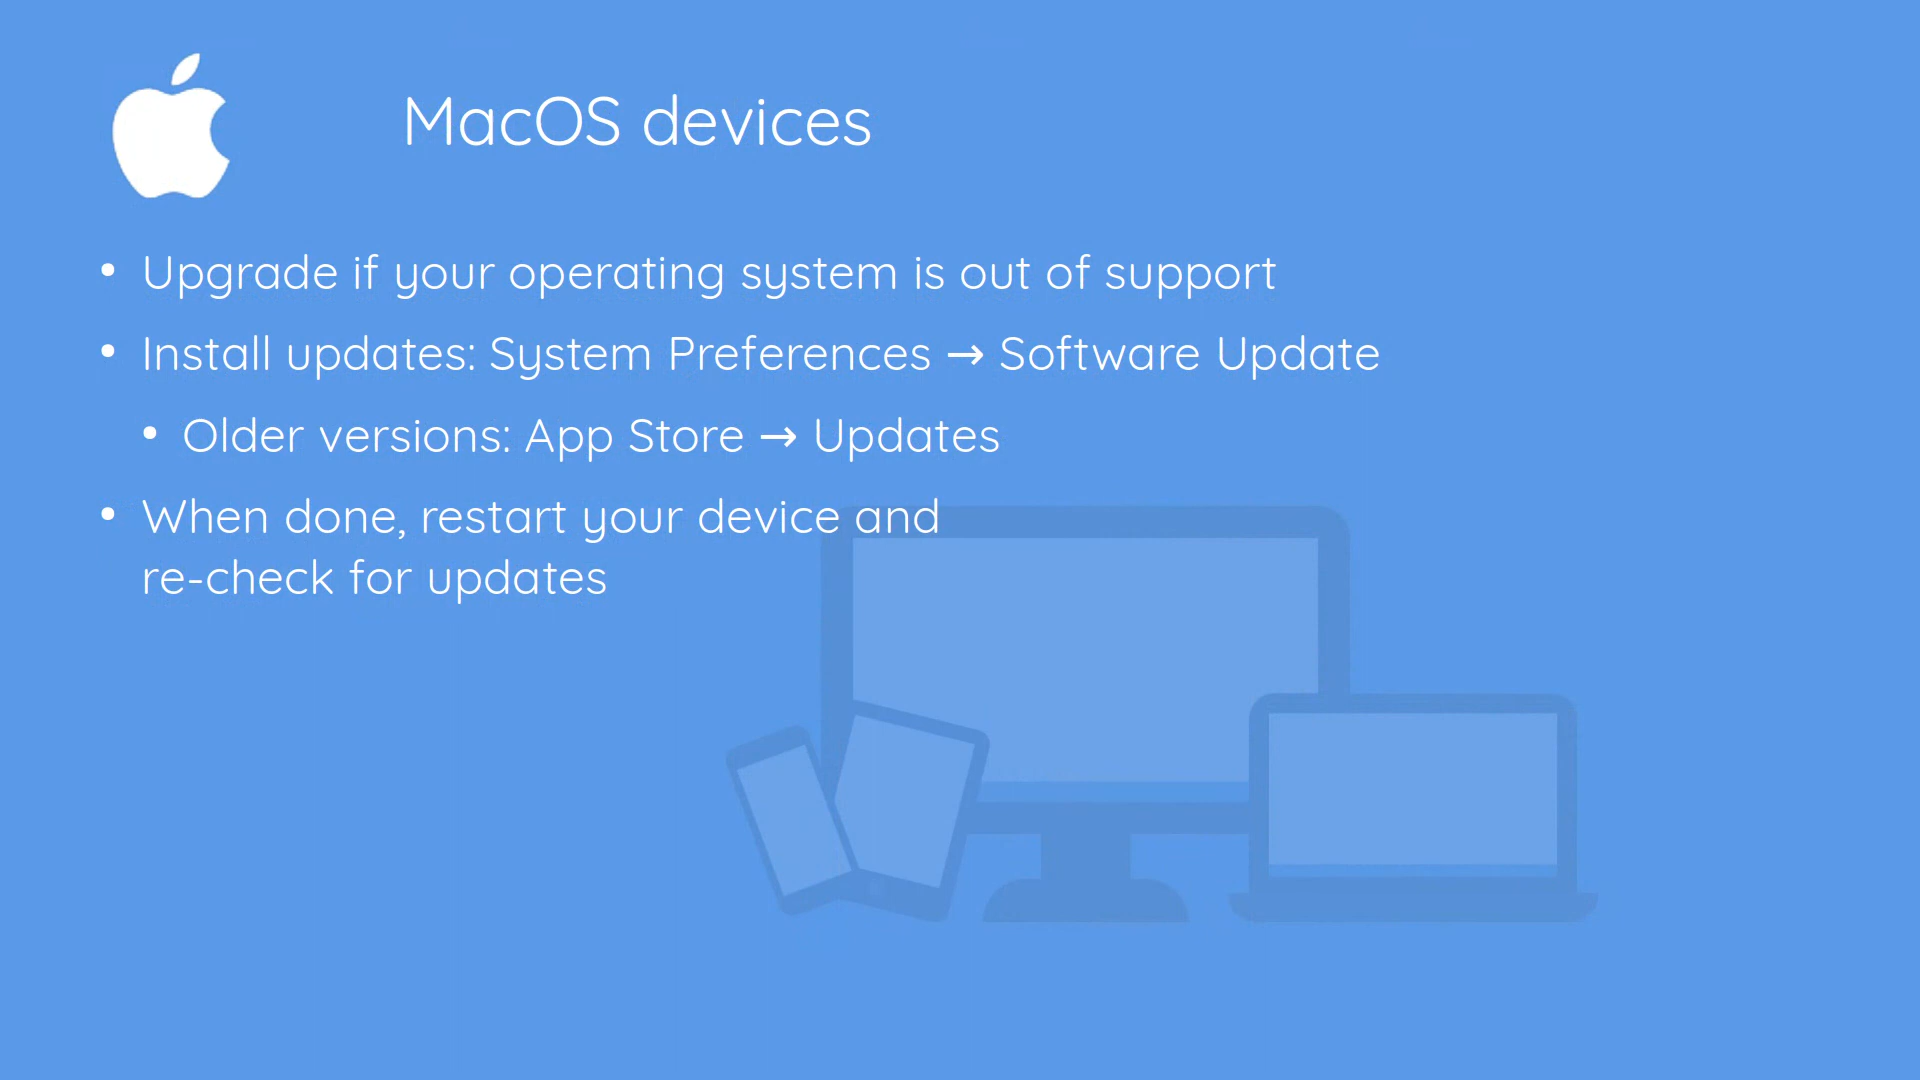 MacOS devices
• Upgrade if your operating system is out of support
• Install updates: System Preferences → Software Update
• Older versions: App Store → Updates
• When done, restart your device and
re-check for updates